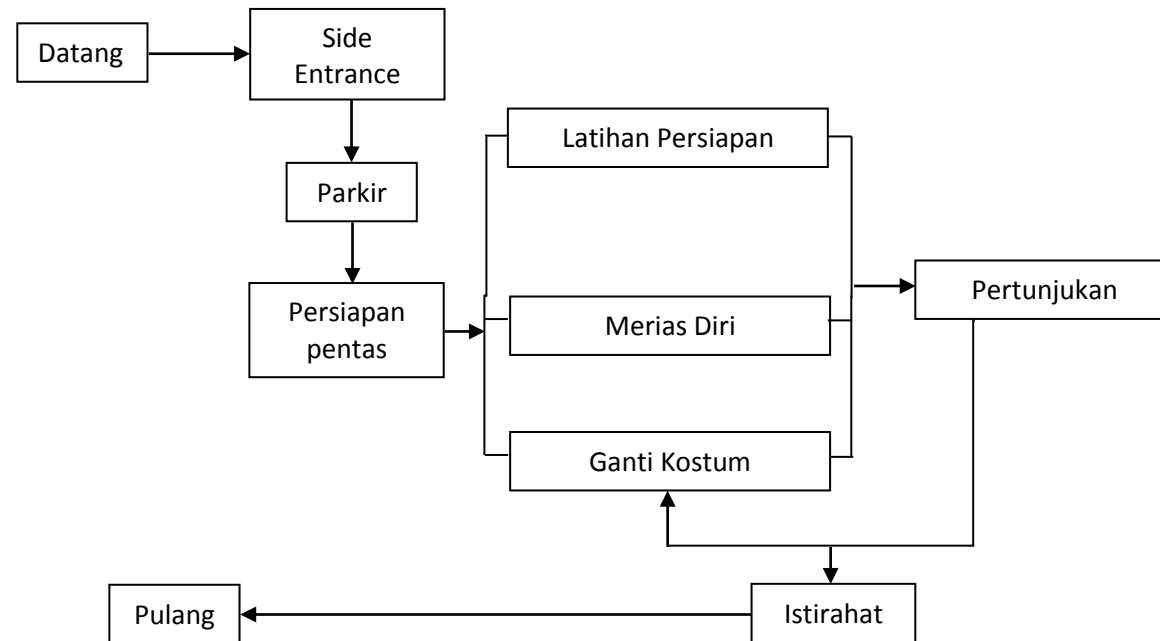 Datang
Side
Entrance
Parkir
Persiapan
pentas
Latihan Persiapan
Merias Diri
Ganti Kostum
Pertunjukan
Istirahat
Pulang